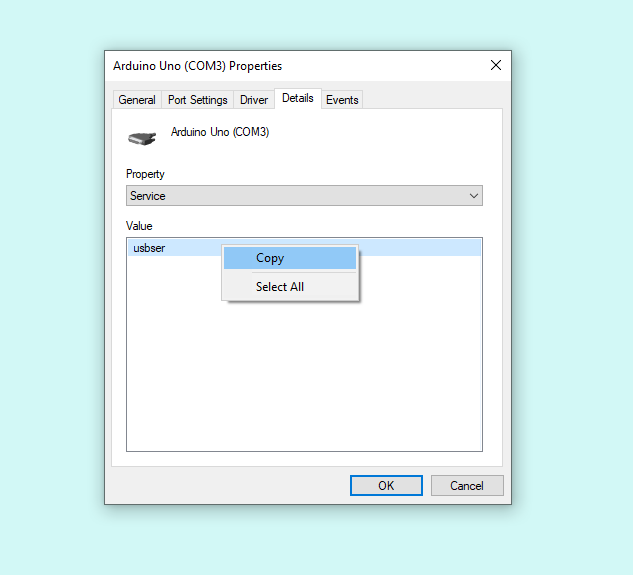 Arduino Uno (COM3) Properties
General Port Settings Driver Details Events
Arduino Uno (COM3)
Property
Service
Value
usbser
Copy
Select All
OK Cancel